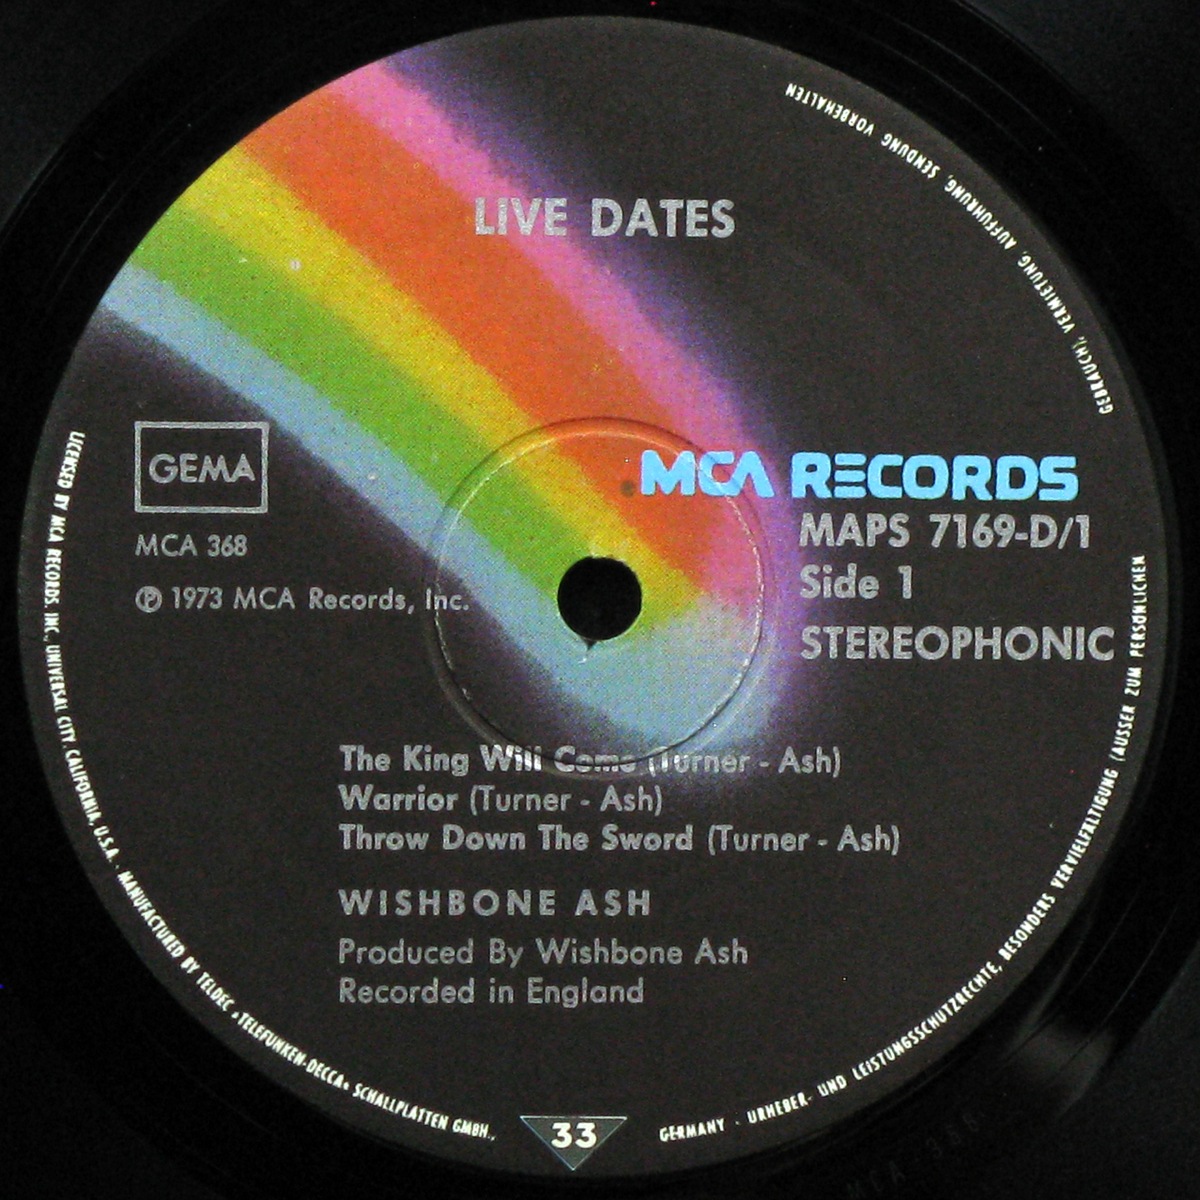 LIVE DATES
MCA RECORDS
MAPS 7169-D/1
Side 1
STEREOPHONIC
GEMA
MCA 368
℗ 1973 MCA Records, Inc.
The King Will Come (Turner - Ash)
Warrior (Turner - Ash)
Throw Down The Sword (Turner - Ash)
WISHBONE ASH
Produced By Wishbone Ash
Recorded in England
33
LICENSED BY MCA RECORDS, INC., UNIVERSAL CITY, CALIFORNIA, U.S.A. · MANUFACTURED BY TELDEC »TELEFUNKEN-DECCA« SCHALLPLATTEN GMBH.,
GERMANY · URHEBER- UND LEISTUNGSSCHUTZRECHTE, BESONDERS VERVIELFÄLTIGUNG (AUSSER ZUM PERSÖNLICHEN
GEBRAUCH), VERMIETUNG, AUFFÜHRUNG, SENDUNG VORBEHALTEN